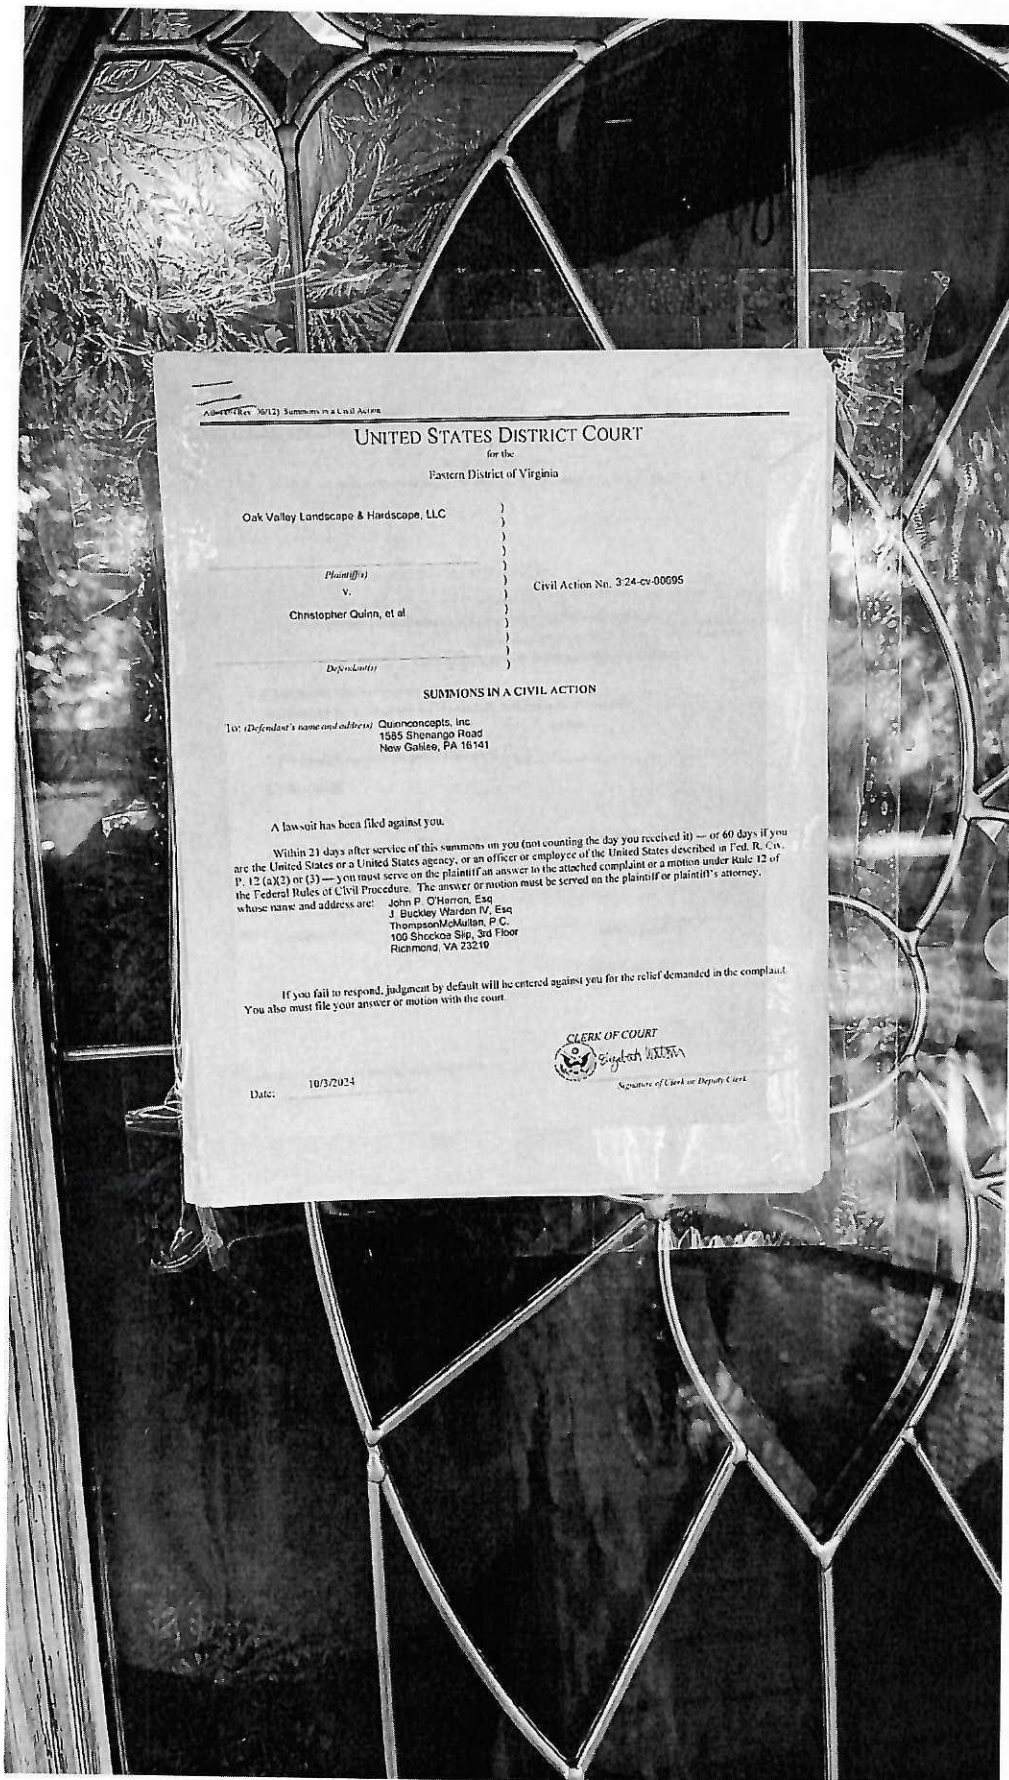 (Rev. 06/12) Summons in a Civil Action
UNITED STATES DISTRICT COURT
for the
Eastern District of Virginia
Oak Valley Landscape & Hardscape, LLC
Plaintiff(s)
v.
Civil Action No. 3:24-cv-00695
Christopher Quinn, et al.
Defendant(s)
SUMMONS IN A CIVIL ACTION
To: (Defendant's name and address) Quinnconcepts, Inc.
1585 Shenango Road
New Galilee, PA 16141
A lawsuit has been filed against you.
Within 21 days after service of this summons on you (not counting the day you received it) — or 60 days if you
are the United States or a United States agency, or an officer or employee of the United States described in Fed. R. Civ.
P. 12 (a)(2) or (3) — you must serve on the plaintiff an answer to the attached complaint or a motion under Rule 12 of
the Federal Rules of Civil Procedure. The answer or motion must be served on the plaintiff or plaintiff's attorney,
whose name and address are: John P. O'Herron, Esq
J. Buckley Warden IV, Esq
ThompsonMcMullan, P.C.
100 Shockoe Slip, 3rd Floor
Richmond, VA 23219
If you fail to respond, judgment by default will be entered against you for the relief demanded in the complaint.
You also must file your answer or motion with the court.
CLERK OF COURT
Date: 10/3/2024
Signature of Clerk or Deputy Clerk